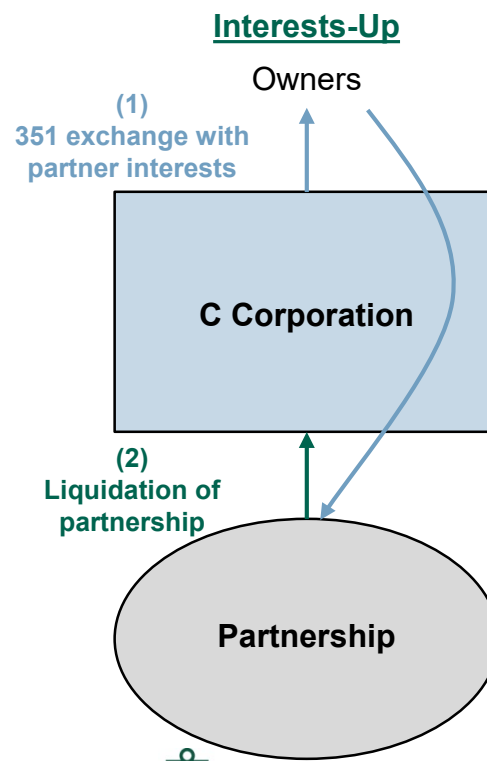 Interests-Up
Owners
(1)
351 exchange with
partner interests
C Corporation
(2)
Liquidation of
partnership
Partnership